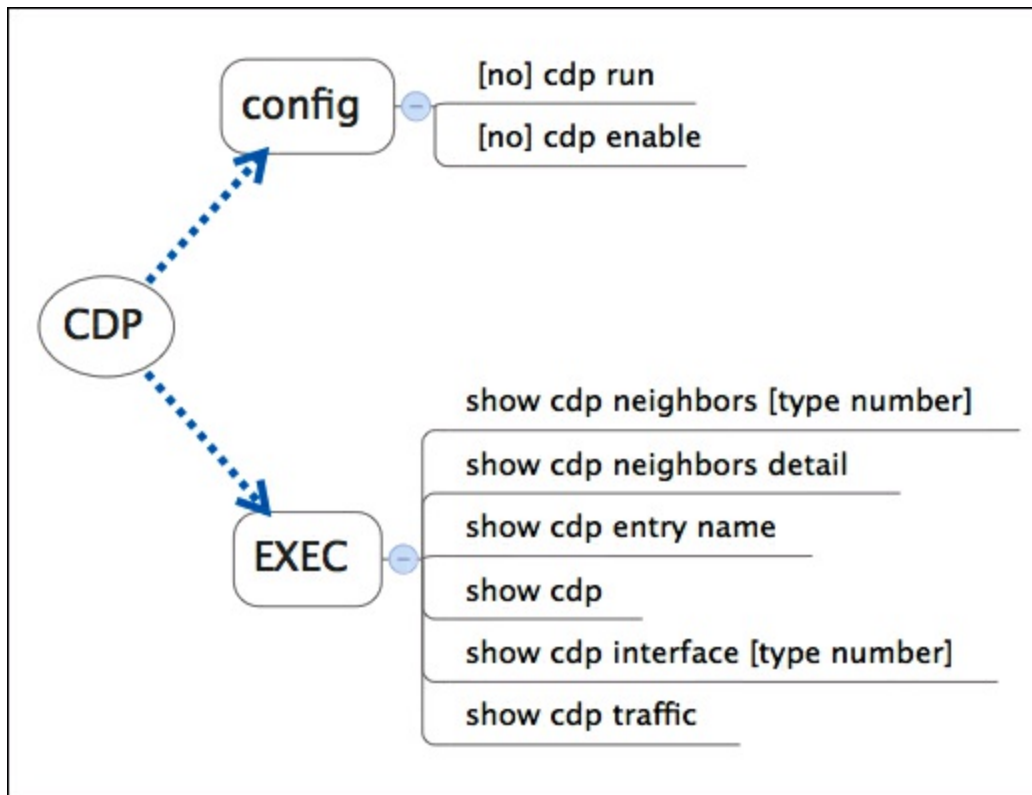 config
[no] cdp run
[no] cdp enable
CDP
EXEC
show cdp neighbors [type number]
show cdp neighbors detail
show cdp entry name
show cdp
show cdp interface [type number]
show cdp traffic